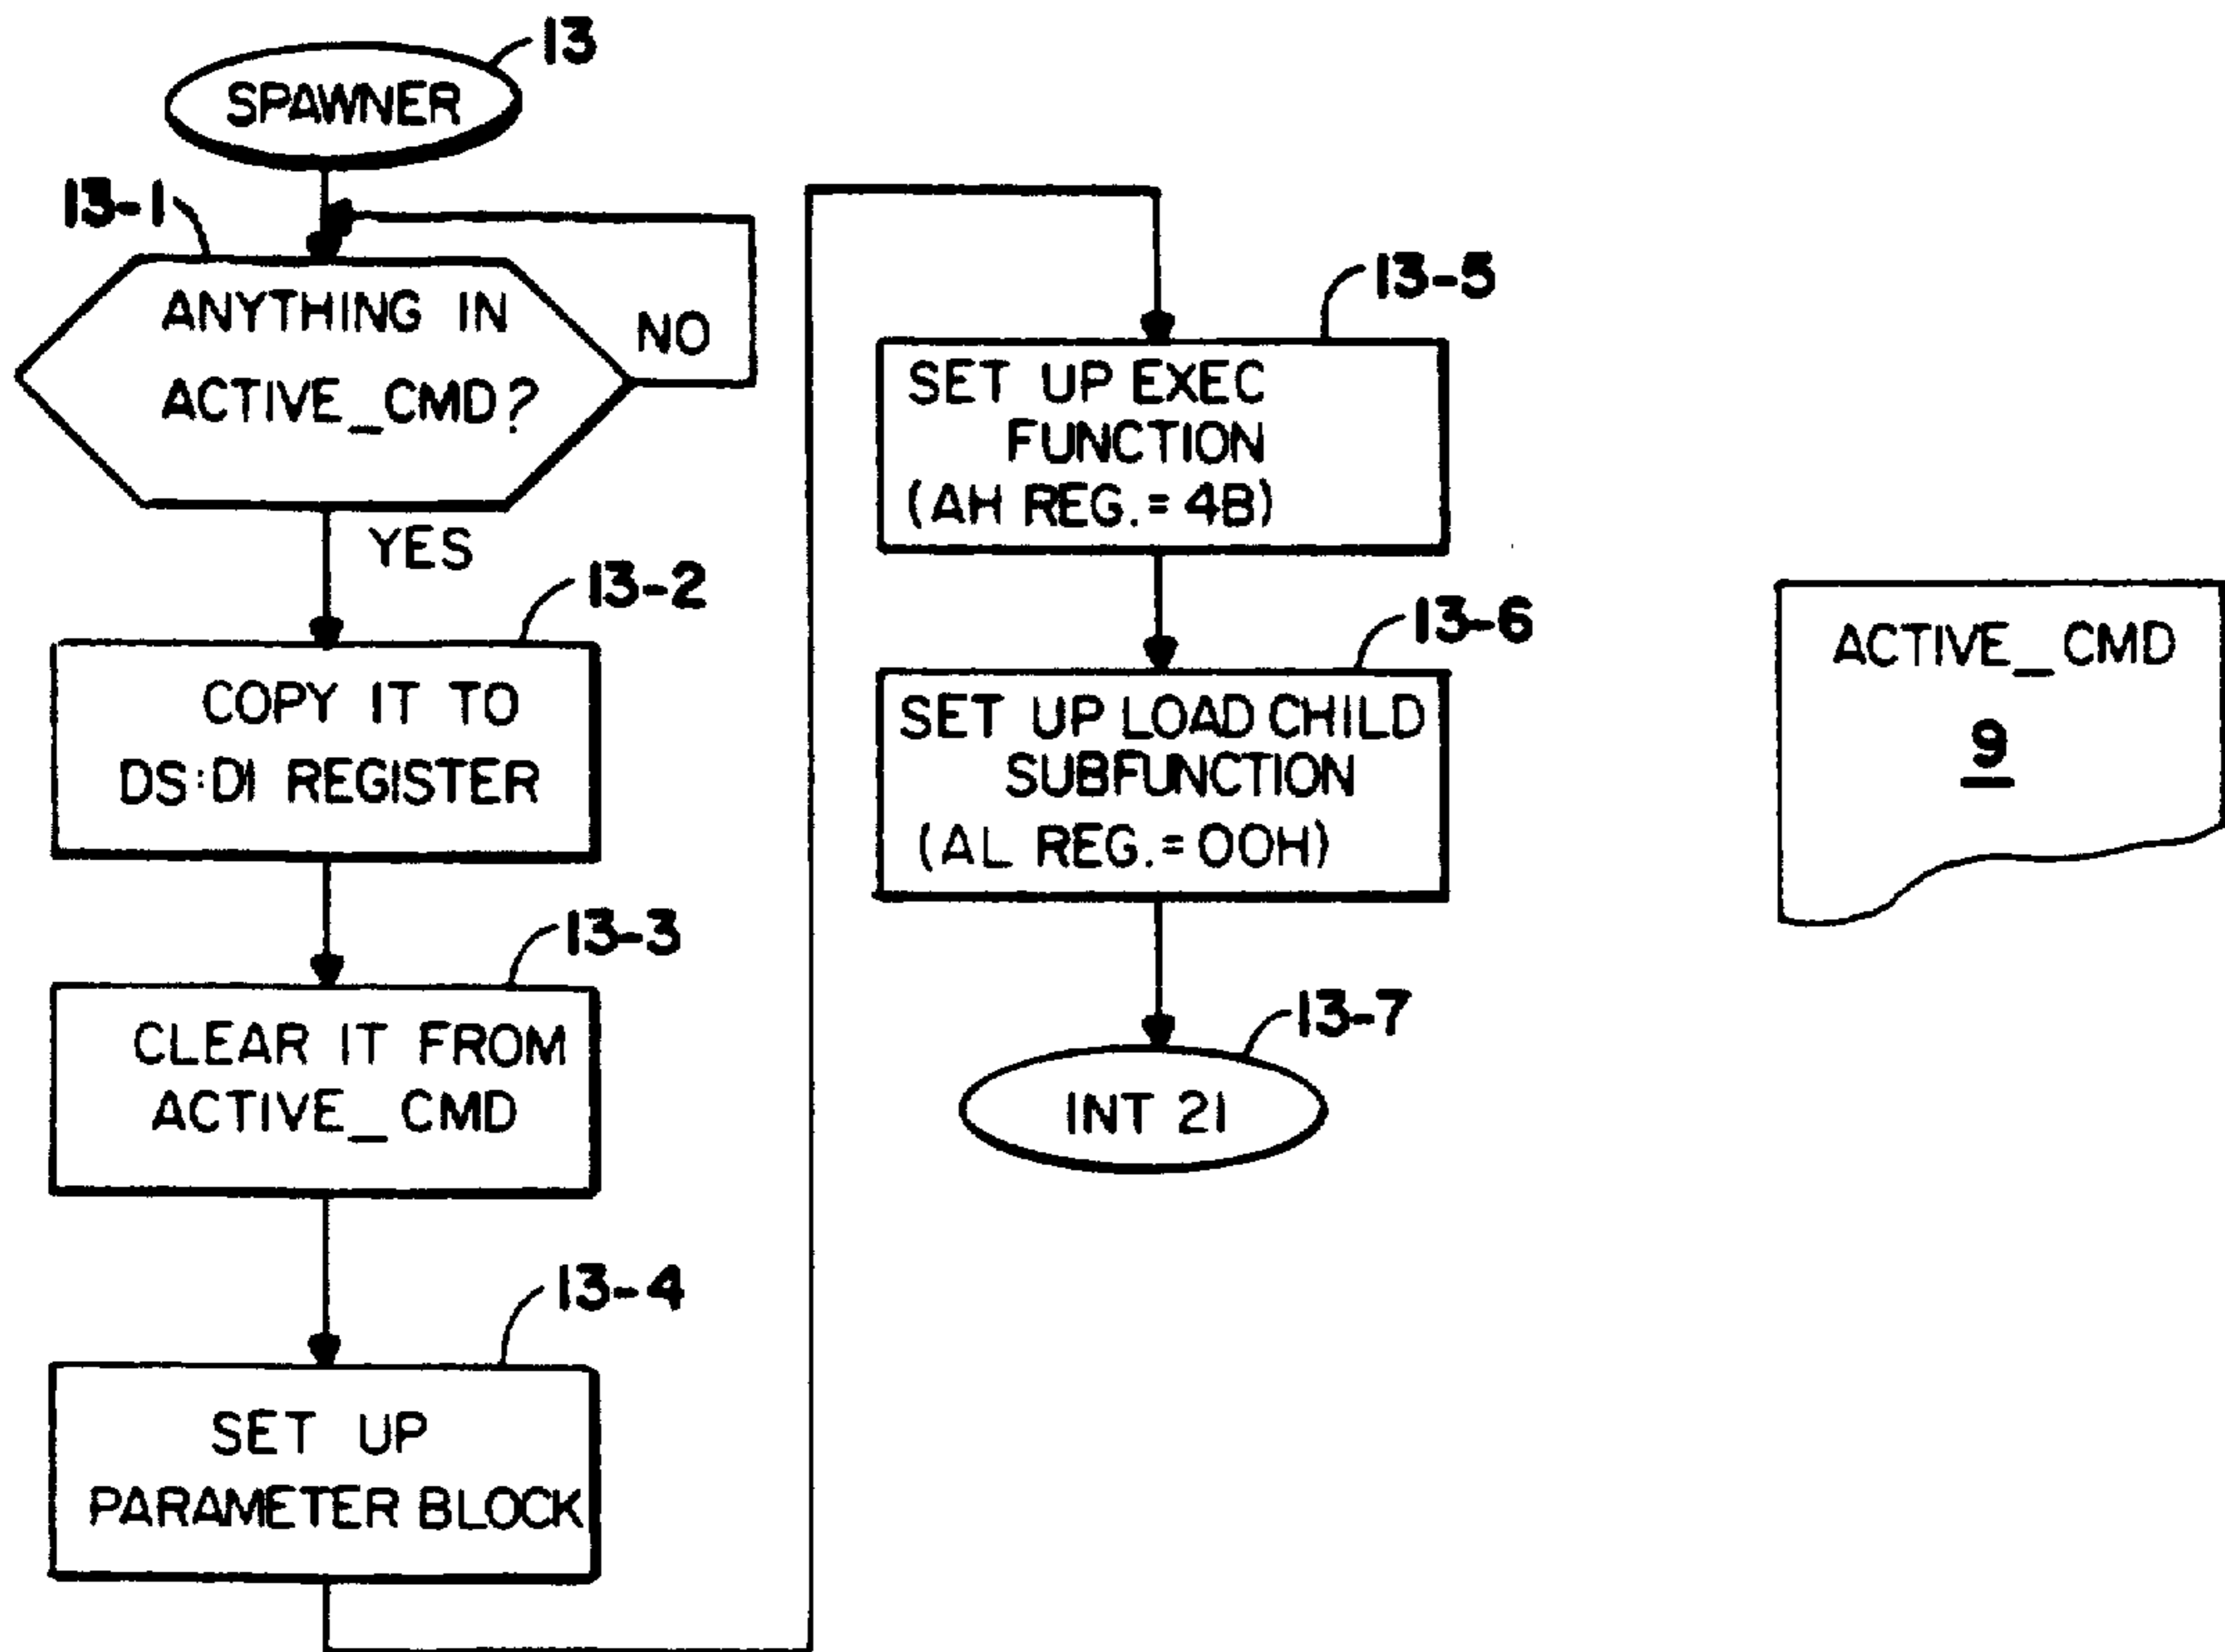 13
SPAWNER
13-1
ANYTHING IN
ACTIVE_CMD?
NO
YES
13-2
COPY IT TO
DS:DI REGISTER
13-3
CLEAR IT FROM
ACTIVE_CMD
13-4
SET UP
PARAMETER BLOCK
13-5
SET UP EXEC
FUNCTION
(AH REG.=4B)
13-6
SET UP LOAD CHILD
SUBFUNCTION
(AL REG.=00H)
13-7
INT 21
ACTIVE_CMD
9